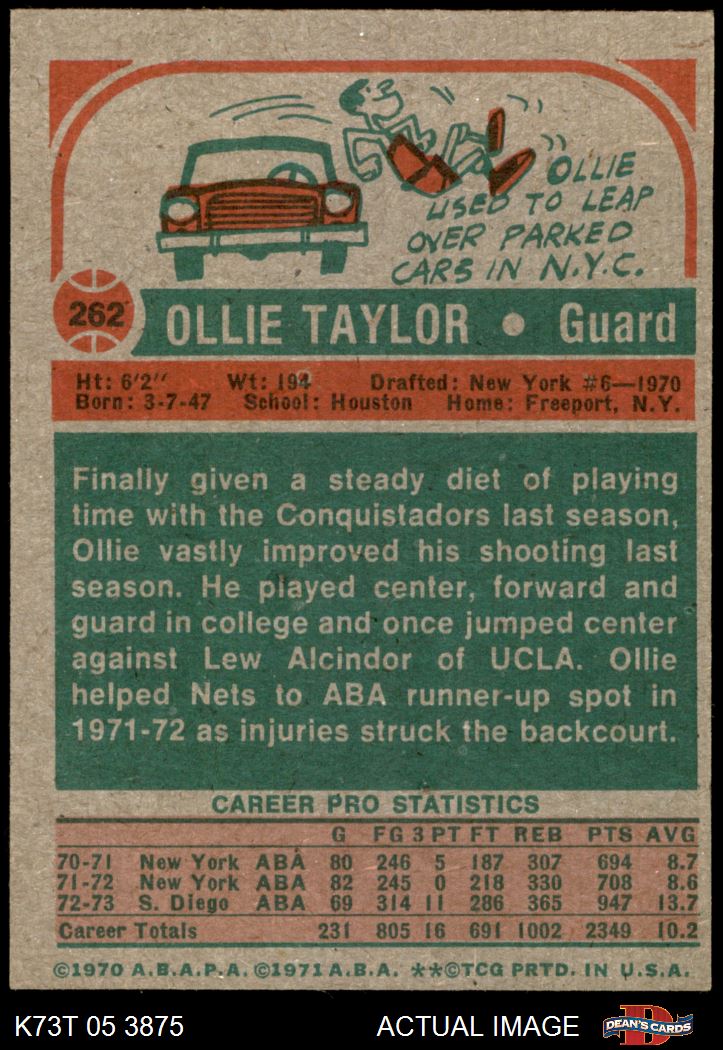 OLLIE
USED TO LEAP
OVER PARKED
CARS IN N.Y.C.
262 OLLIE TAYLOR • Guard
Ht: 6'2" Wt: 194 Drafted: New York #6—1970
Born: 3-7-47 School: Houston Home: Freeport, N.Y.
Finally given a steady diet of playing
time with the Conquistadors last season,
Ollie vastly improved his shooting last
season. He played center, forward and
guard in college and once jumped center
against Lew Alcindor of UCLA. Ollie
helped Nets to ABA runner-up spot in
1971-72 as injuries struck the backcourt.
CAREER PRO STATISTICS
G FG 3PT FT REB PTS AVG
70-71 New York ABA 80 246 5 187 307 694 8.7
71-72 New York ABA 82 245 0 218 330 708 8.6
72-73 S. Diego ABA 69 314 11 286 365 947 13.7
Career Totals 231 805 16 691 1002 2349 10.2
©1970 A.B.A.P.A. ©1971 A.B.A. **©TCG PRTD. IN U.S.A.
K73T 05 3875 ACTUAL IMAGE D DEAN'S CARDS